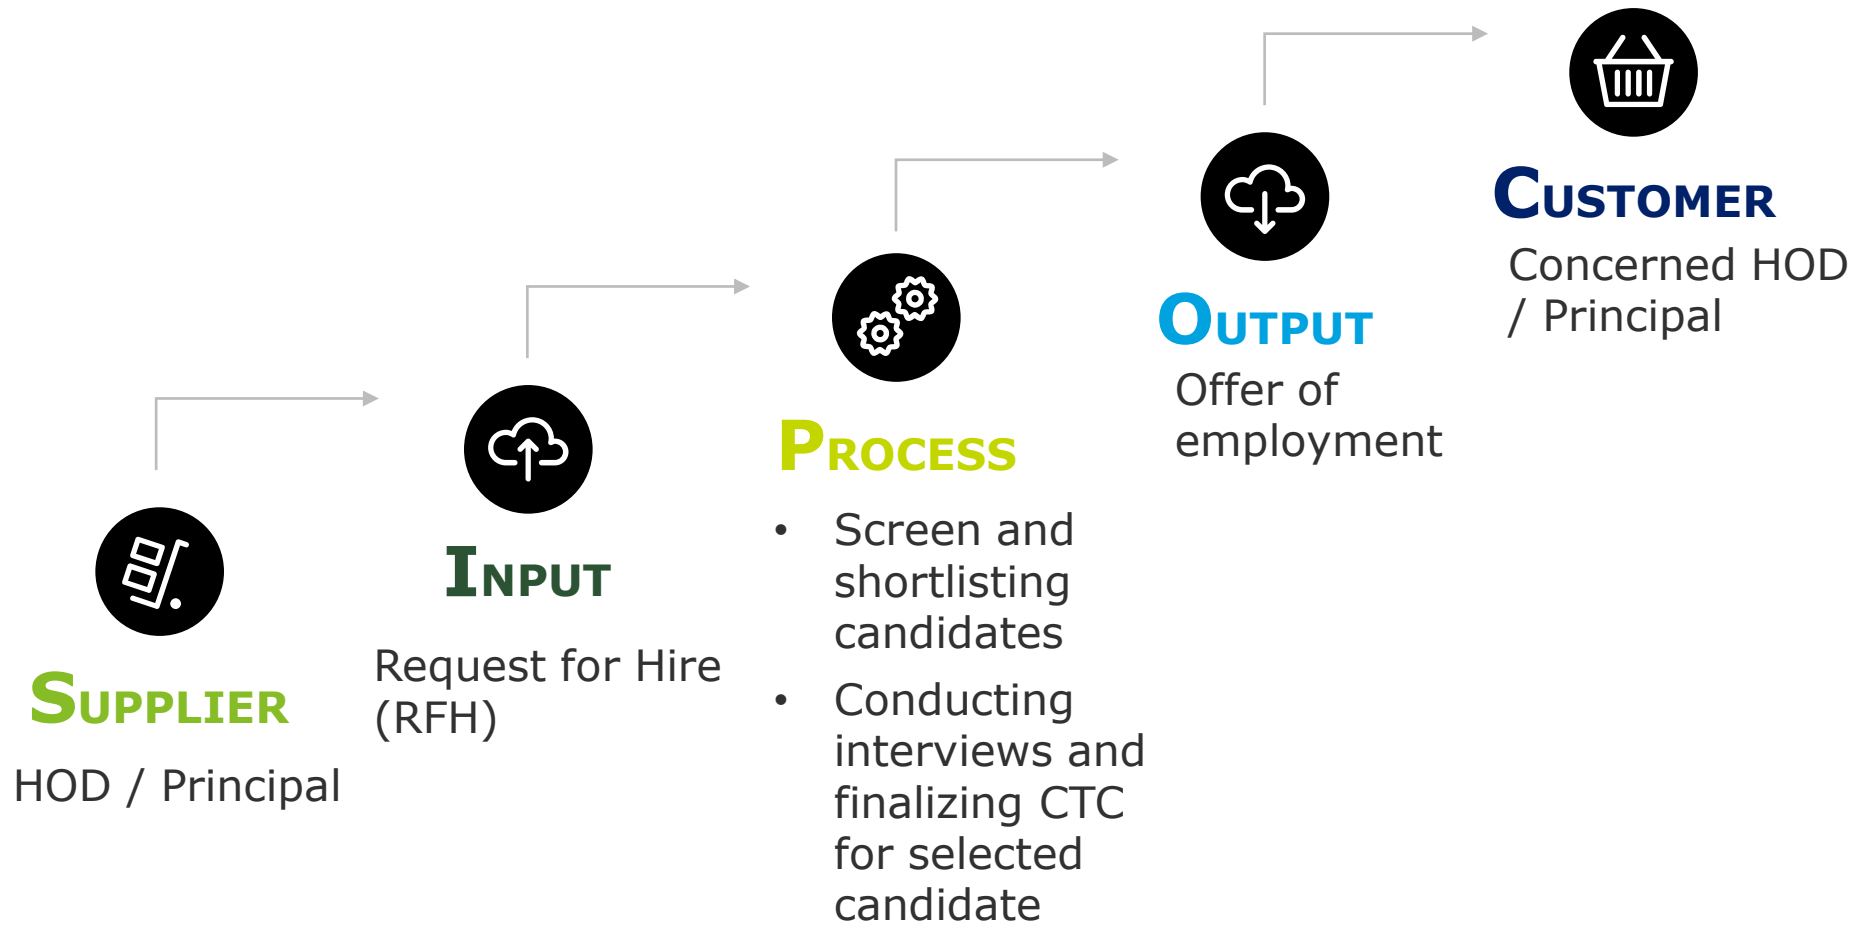 SUPPLIER
HOD / Principal
INPUT
Request for Hire
(RFH)
PROCESS
• Screen and
shortlisting
candidates
• Conducting
interviews and
finalizing CTC
for selected
candidate
OUTPUT
Offer of
employment
CUSTOMER
Concerned HOD
/ Principal